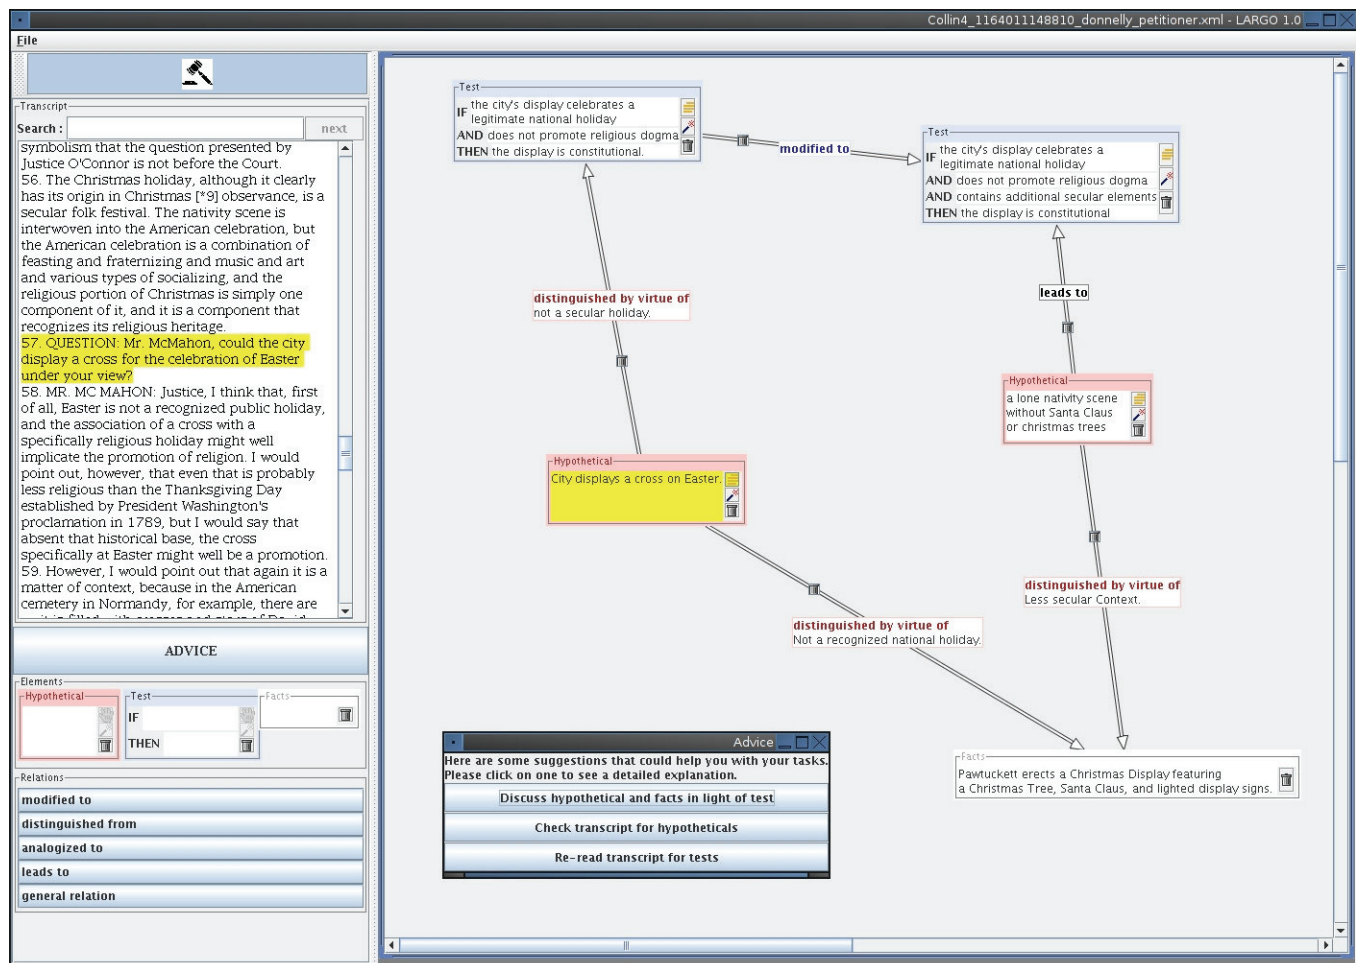 Collin4_1164011148810_donnelly_petitioner.xml - LARGO 1.0
File
Transcript
Search :
next
symbolism that the question presented by
Justice O'Connor is not before the Court.
56. The Christmas holiday, although it clearly
has its origin in Christmas [*9] observance, is a
secular folk festival. The nativity scene is
interwoven into the American celebration, but
the American celebration is a combination of
feasting and fraternizing and music and art
and various types of socializing, and the
religious portion of Christmas is simply one
component of it, and it is a component that
recognizes its religious heritage.
57. QUESTION: Mr. McMahon, could the city
display a cross for the celebration of Easter
under your view?
58. MR. MC MAHON: Justice, I think that, first
of all, Easter is not a recognized public holiday,
and the association of a cross with a
specifically religious holiday might well
implicate the promotion of religion. I would
point out, however, that even that is probably
less religious than the Thanksgiving Day
established by President Washington's
proclamation in 1789, but I would say that
absent that historical base, the cross
specifically at Easter might well be a promotion.
59. However, I would point out that again it is a
matter of context, because in the American
cemetery in Normandy, for example, there are
ADVICE
Elements
Hypothetical
Test
IF
THEN
Facts
Relations
modified to
distinguished from
analogized to
leads to
general relation
Test
IF the city's display celebrates a
legitimate national holiday
AND does not promote religious dogma
THEN the display is constitutional.
modified to
Test
IF the city's display celebrates a
legitimate national holiday
AND does not promote religious dogma
AND contains additional secular elements
THEN the display is constitutional
distinguished by virtue of
not a secular holiday.
leads to
Hypothetical
a lone nativity scene
without Santa Claus
or christmas trees
Hypothetical
City displays a cross on Easter.
distinguished by virtue of
Less secular Context.
distinguished by virtue of
Not a recognized national holiday.
Facts
Pawtuckett erects a Christmas Display featuring
a Christmas Tree, Santa Claus, and lighted display signs.
Advice
Here are some suggestions that could help you with your tasks.
Please click on one to see a detailed explanation.
Discuss hypothetical and facts in light of test
Check transcript for hypotheticals
Re-read transcript for tests